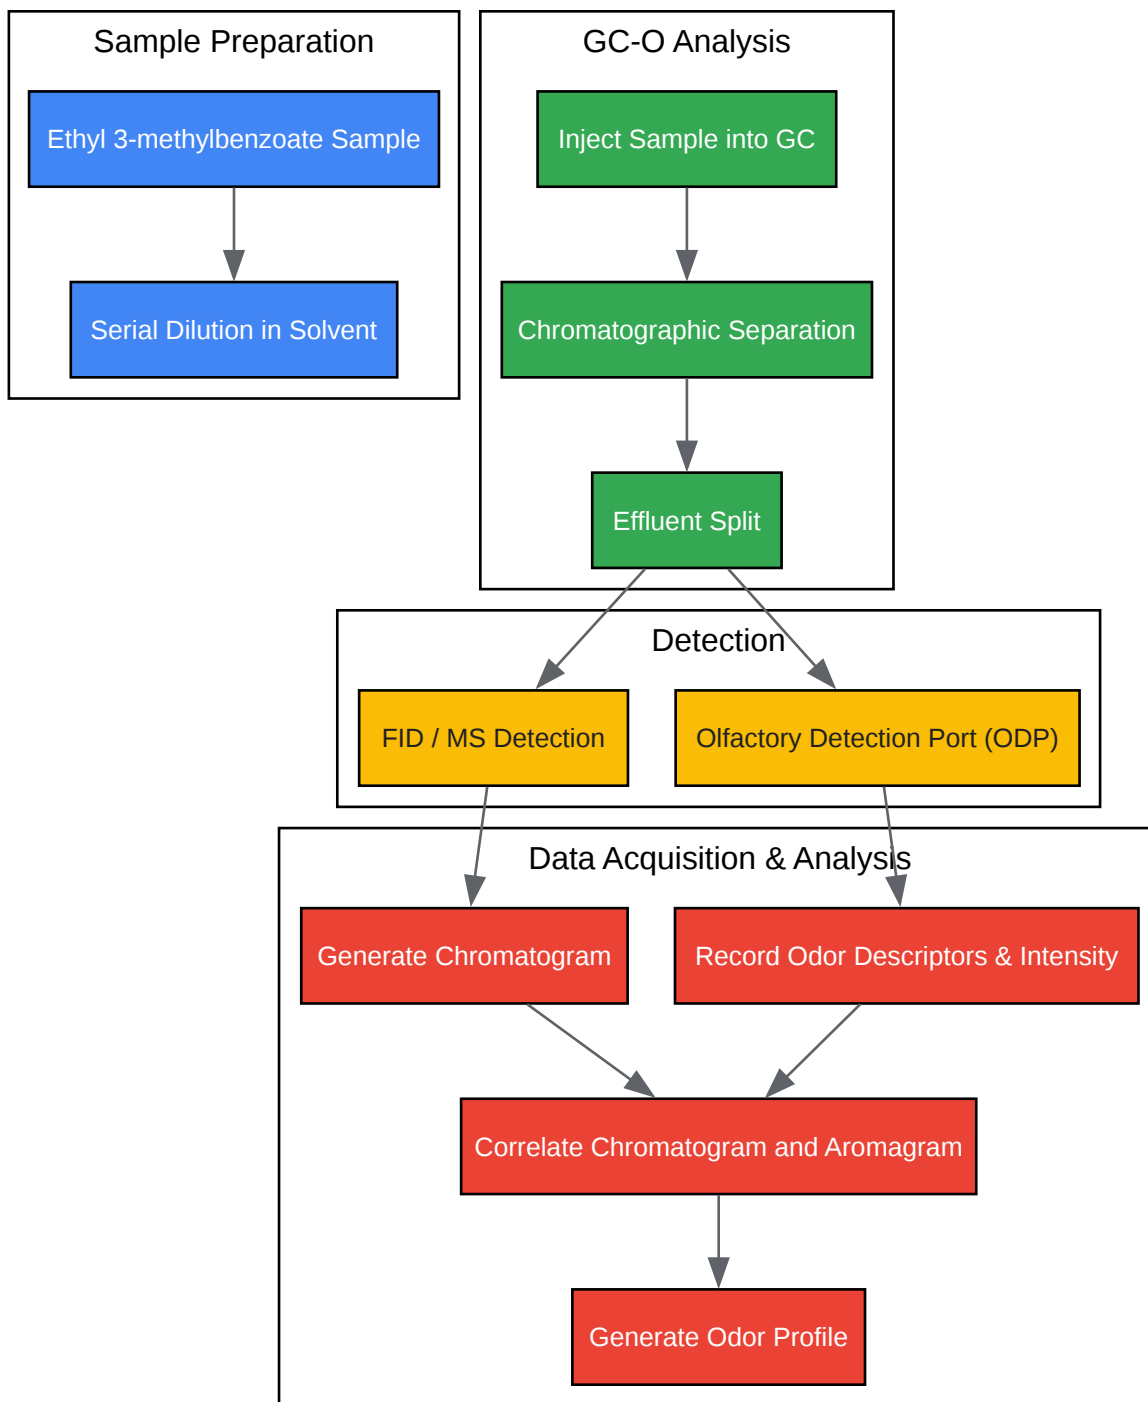 Sample Preparation
Ethyl 3-methylbenzoate Sample
Serial Dilution in Solvent
GC-O Analysis
Inject Sample into GC
Chromatographic Separation
Effluent Split
Detection
FID / MS Detection
Olfactory Detection Port (ODP)
Data Acquisition & Analysis
Generate Chromatogram
Record Odor Descriptors & Intensity
Correlate Chromatogram and Aromagram
Generate Odor Profile